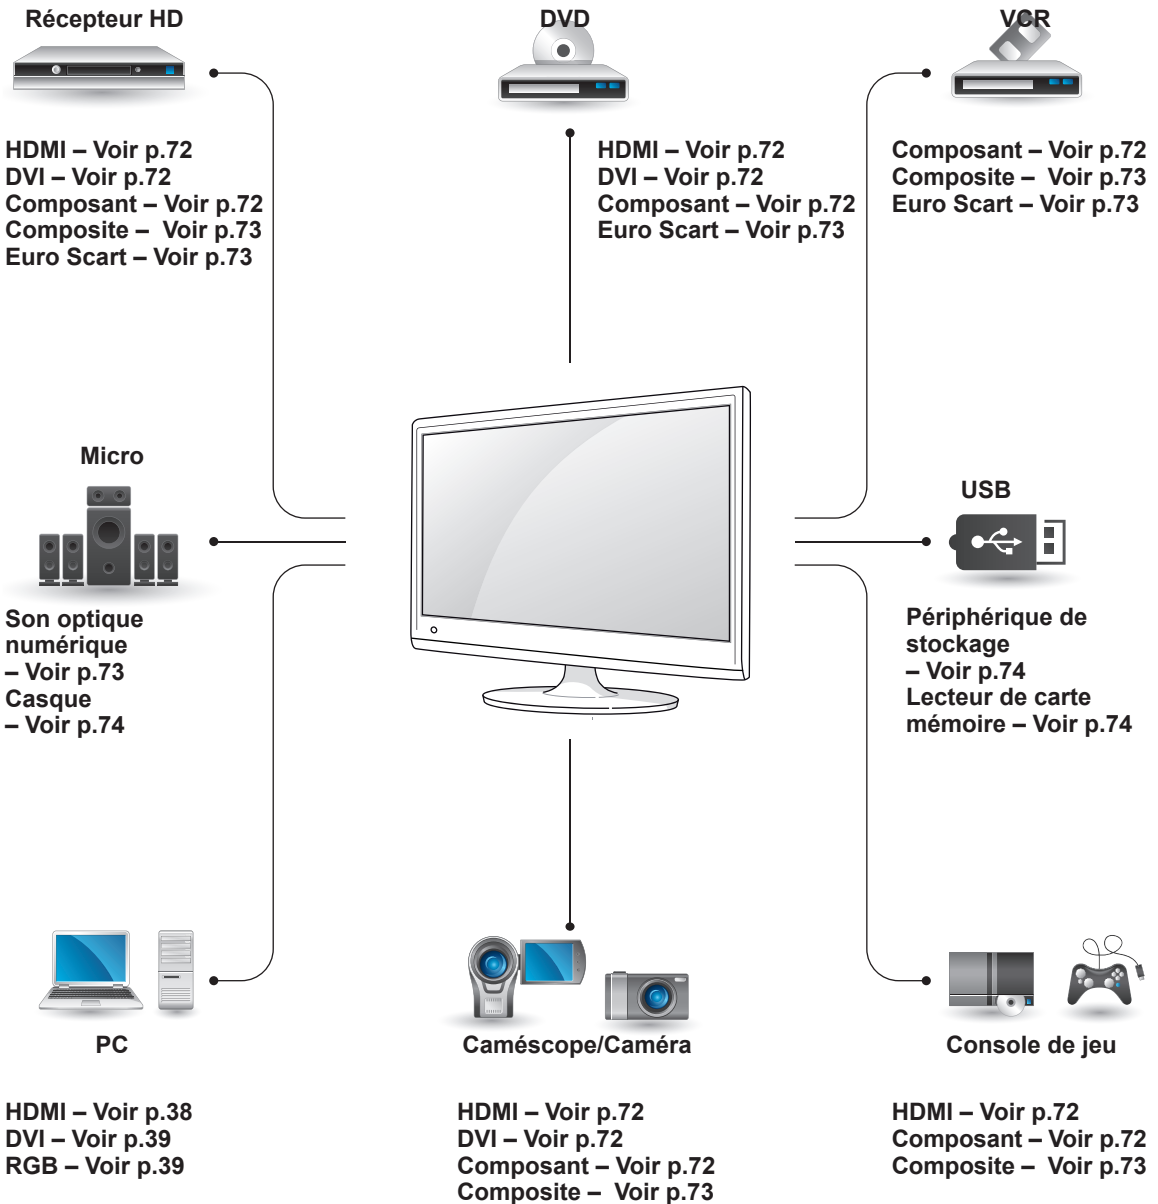 Récepteur HD
HDMI – Voir p.72
DVI – Voir p.72
Composant – Voir p.72
Composite –  Voir p.73
Euro Scart – Voir p.73
DVD
HDMI – Voir p.72
DVI – Voir p.72
Composant – Voir p.72
Euro Scart – Voir p.73
VCR
Composant – Voir p.72
Composite –  Voir p.73
Euro Scart – Voir p.73
Micro
Son optique
numérique
– Voir p.73
Casque
– Voir p.74
USB
Périphérique de
stockage
– Voir p.74
Lecteur de carte
mémoire – Voir p.74
PC
HDMI – Voir p.38
DVI – Voir p.39
RGB – Voir p.39
Caméscope/Caméra
HDMI – Voir p.72
DVI – Voir p.72
Composant – Voir p.72
Composite –  Voir p.73
Console de jeu
HDMI – Voir p.72
Composant – Voir p.72
Composite –  Voir p.73